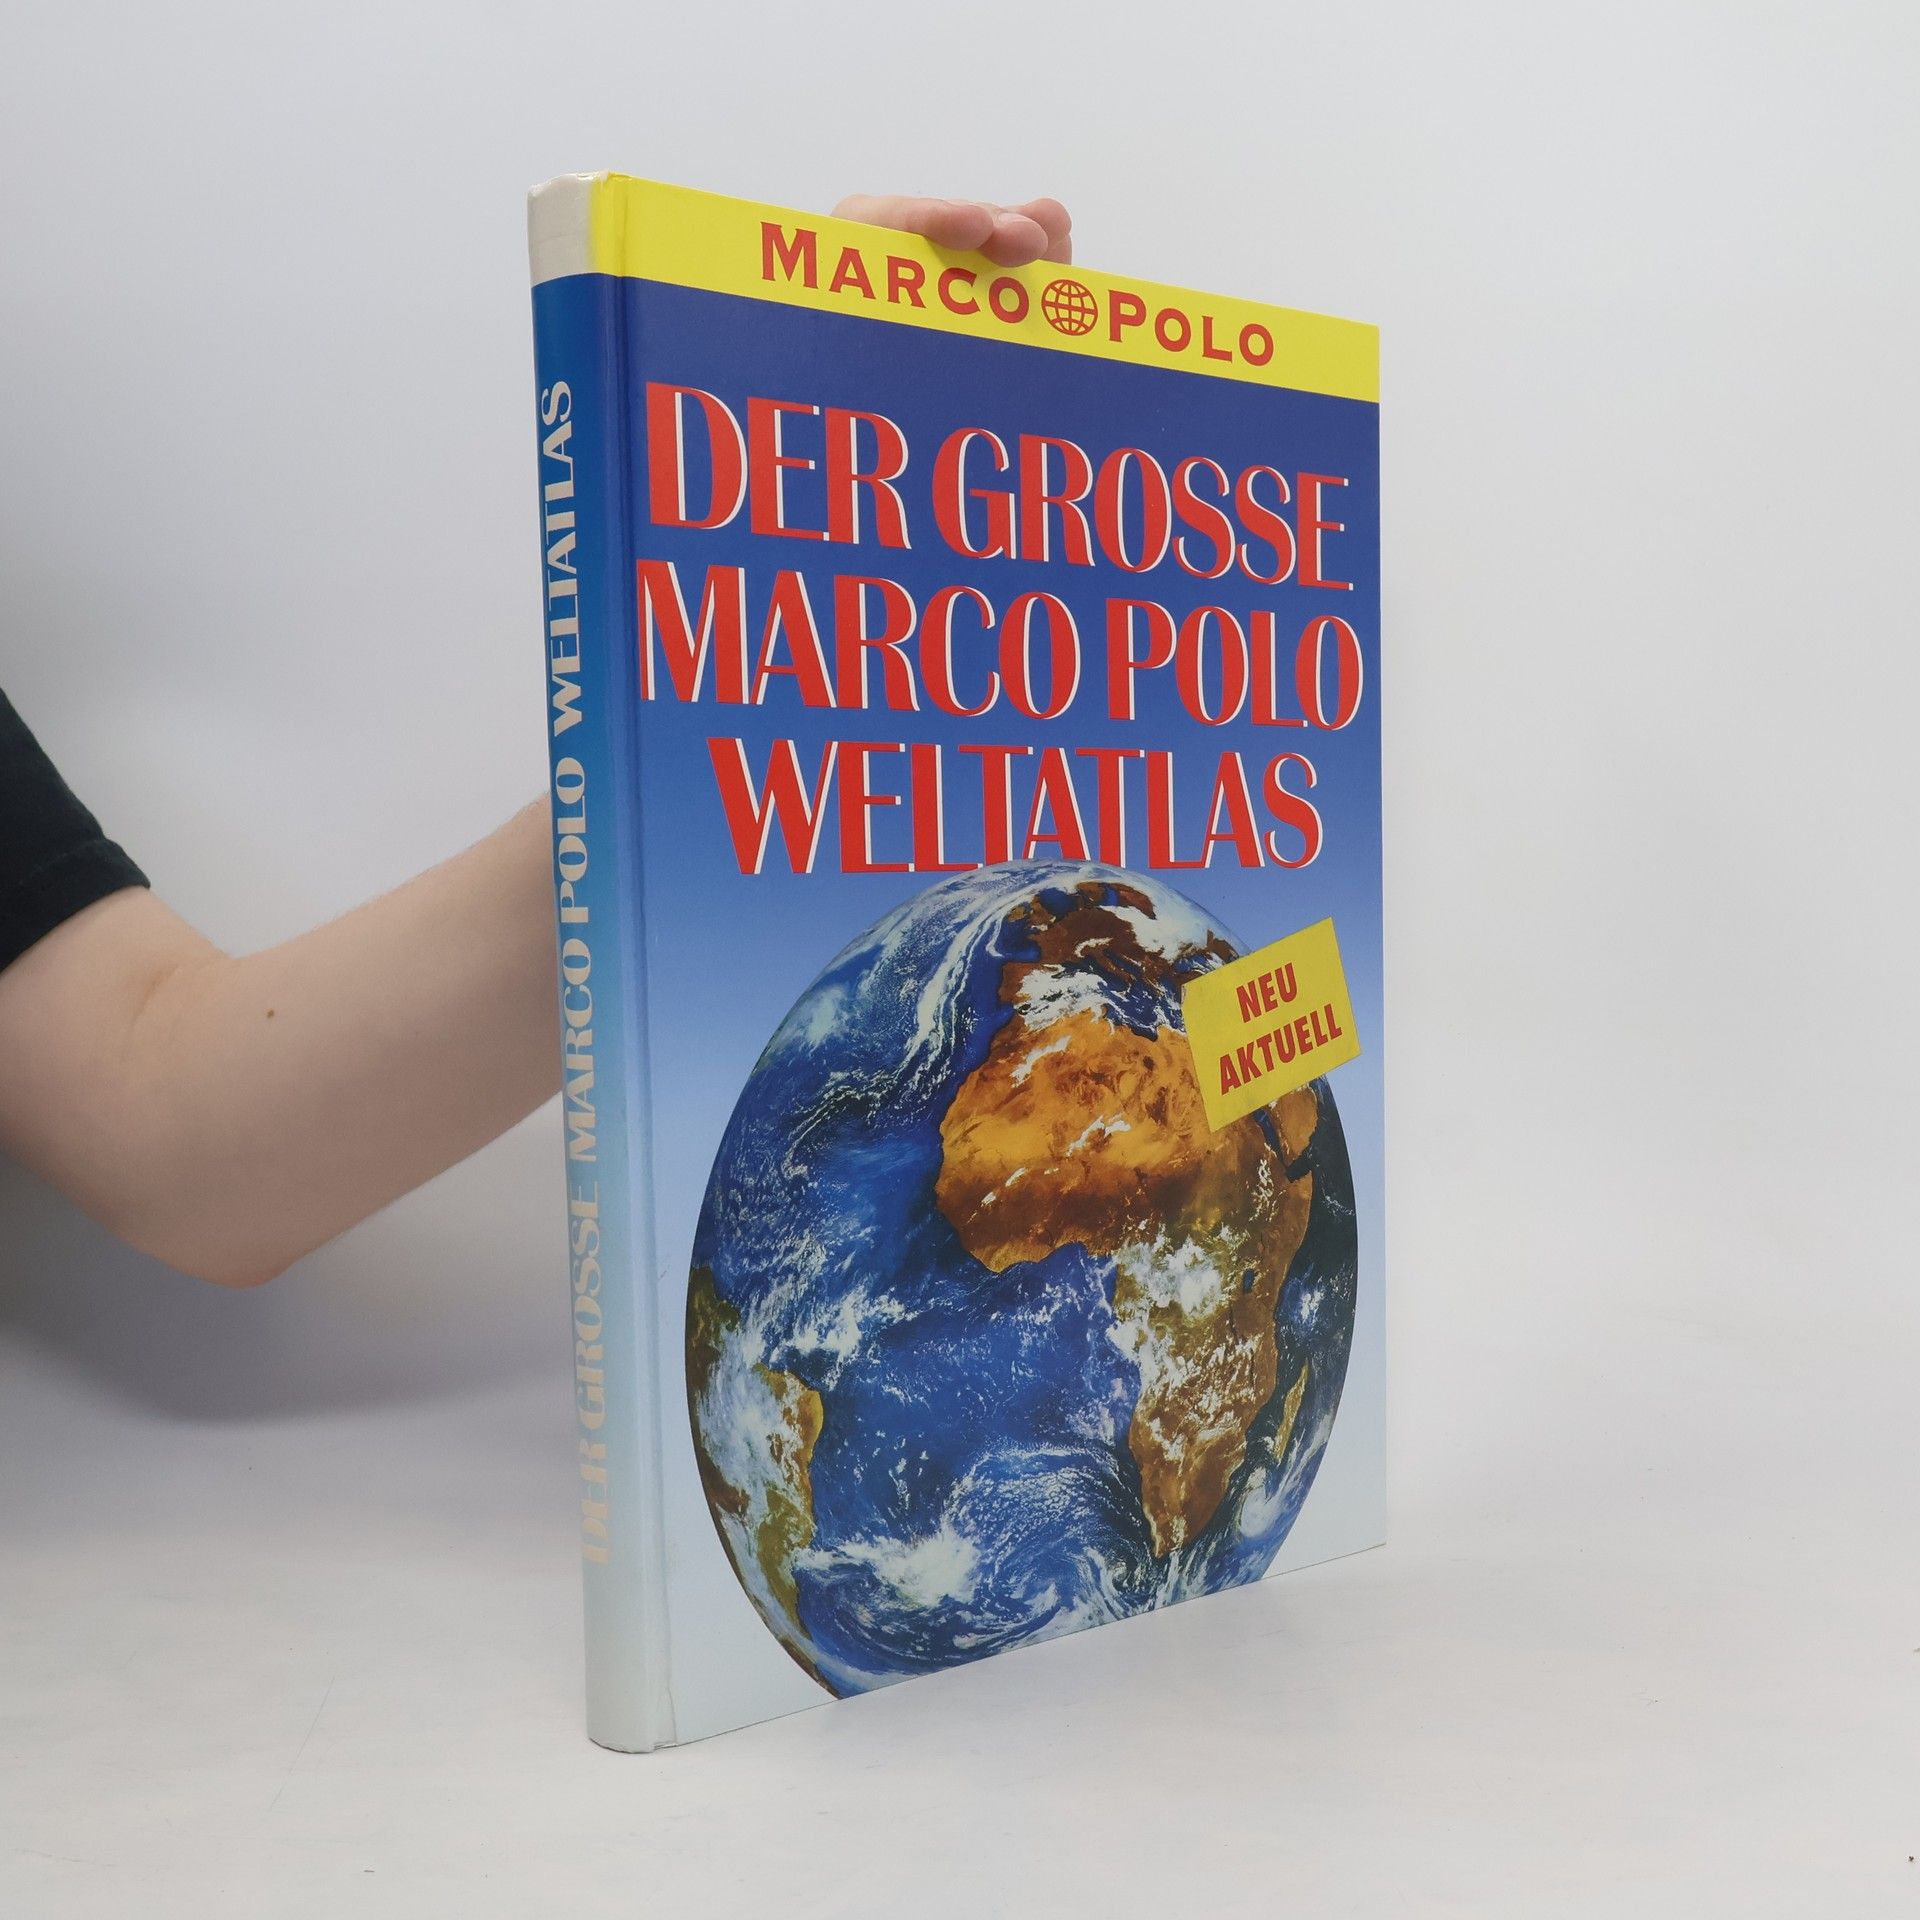 MARCO POLO
DER GROSSE
MARCO POLO
WELTATLAS
NEU
AKTUELL
DER GROSSE MARCO POLO WELTATLAS